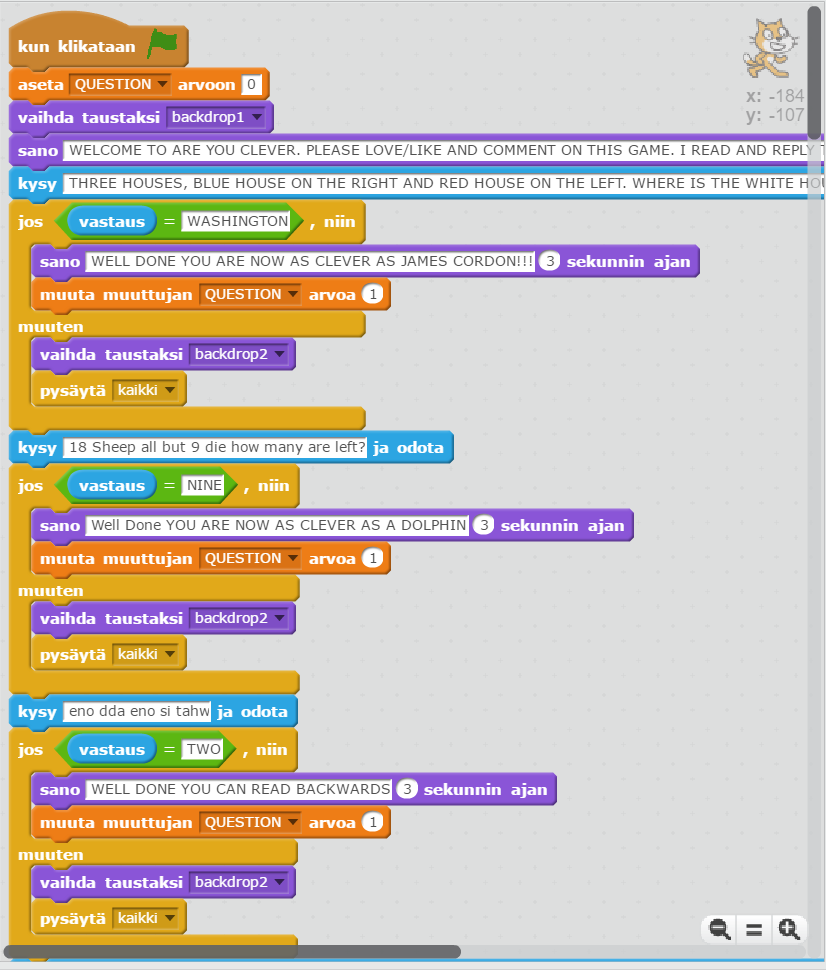 kun klikataan
aseta QUESTION arvoon 0
vaihda taustaksi backdrop1
x: -184
y: -107
sano WELCOME TO ARE YOU CLEVER. PLEASE LOVE/LIKE AND COMMENT ON THIS GAME. I READ AND REPLY
kysy THREE HOUSES, BLUE HOUSE ON THE RIGHT AND RED HOUSE ON THE LEFT. WHERE IS THE WHITE
jos vastaus = WASHINGTON , niin
sano WELL DONE YOU ARE NOW AS CLEVER AS JAMES CORDON!!! 3 sekunnin ajan
muuta muuttujan QUESTION arvoa 1
muuten
vaihda taustaksi backdrop2
pysäytä kaikki
kysy 18 Sheep all but 9 die how many are left? ja odota
jos vastaus = NINE , niin
sano Well Done YOU ARE NOW AS CLEVER AS A DOLPHIN 3 sekunnin ajan
muuta muuttujan QUESTION arvoa 1
muuten
vaihda taustaksi backdrop2
pysäytä kaikki
kysy eno dda eno si tahw ja odota
jos vastaus = TWO , niin
sano WELL DONE YOU CAN READ BACKWARDS 3 sekunnin ajan
muuta muuttujan QUESTION arvoa 1
muuten
vaihda taustaksi backdrop2
pysäytä kaikki